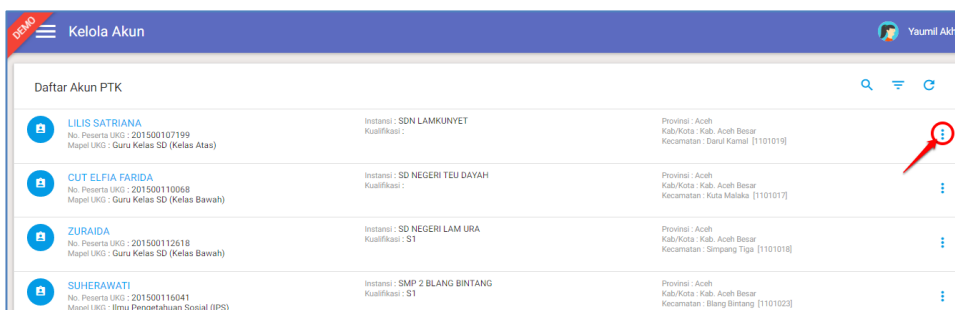 DEMO
Kelola Akun
Yaumil Akh
Daftar Akun PTK
LILIS SATRIANA
No. Peserta UKG : 201500107199
Mapel UKG : Guru Kelas SD (Kelas Atas)
Instansi : SDN LAMKUNYET
Kualifikasi :
Provinsi : Aceh
Kab/Kota : Kab. Aceh Besar
Kecamatan : Darul Kamal [1101019]
CUT ELFIA FARIDA
No. Peserta UKG : 201500110068
Mapel UKG : Guru Kelas SD (Kelas Bawah)
Instansi : SD NEGERI TEU DAYAH
Kualifikasi :
Provinsi : Aceh
Kab/Kota : Kab. Aceh Besar
Kecamatan : Kuta Malaka [1101017]
ZURAIDA
No. Peserta UKG : 201500112618
Mapel UKG : Guru Kelas SD (Kelas Bawah)
Instansi : SD NEGERI LAM URA
Kualifikasi : S1
Provinsi : Aceh
Kab/Kota : Kab. Aceh Besar
Kecamatan : Simpang Tiga [1101018]
SUHERAWATI
No. Peserta UKG : 201500116041
Mapel UKG : Ilmu Pengetahuan Sosial (IPS)
Instansi : SMP 2 BLANG BINTANG
Kualifikasi : S1
Provinsi : Aceh
Kab/Kota : Kab. Aceh Besar
Kecamatan : Blang Bintang [1101023]